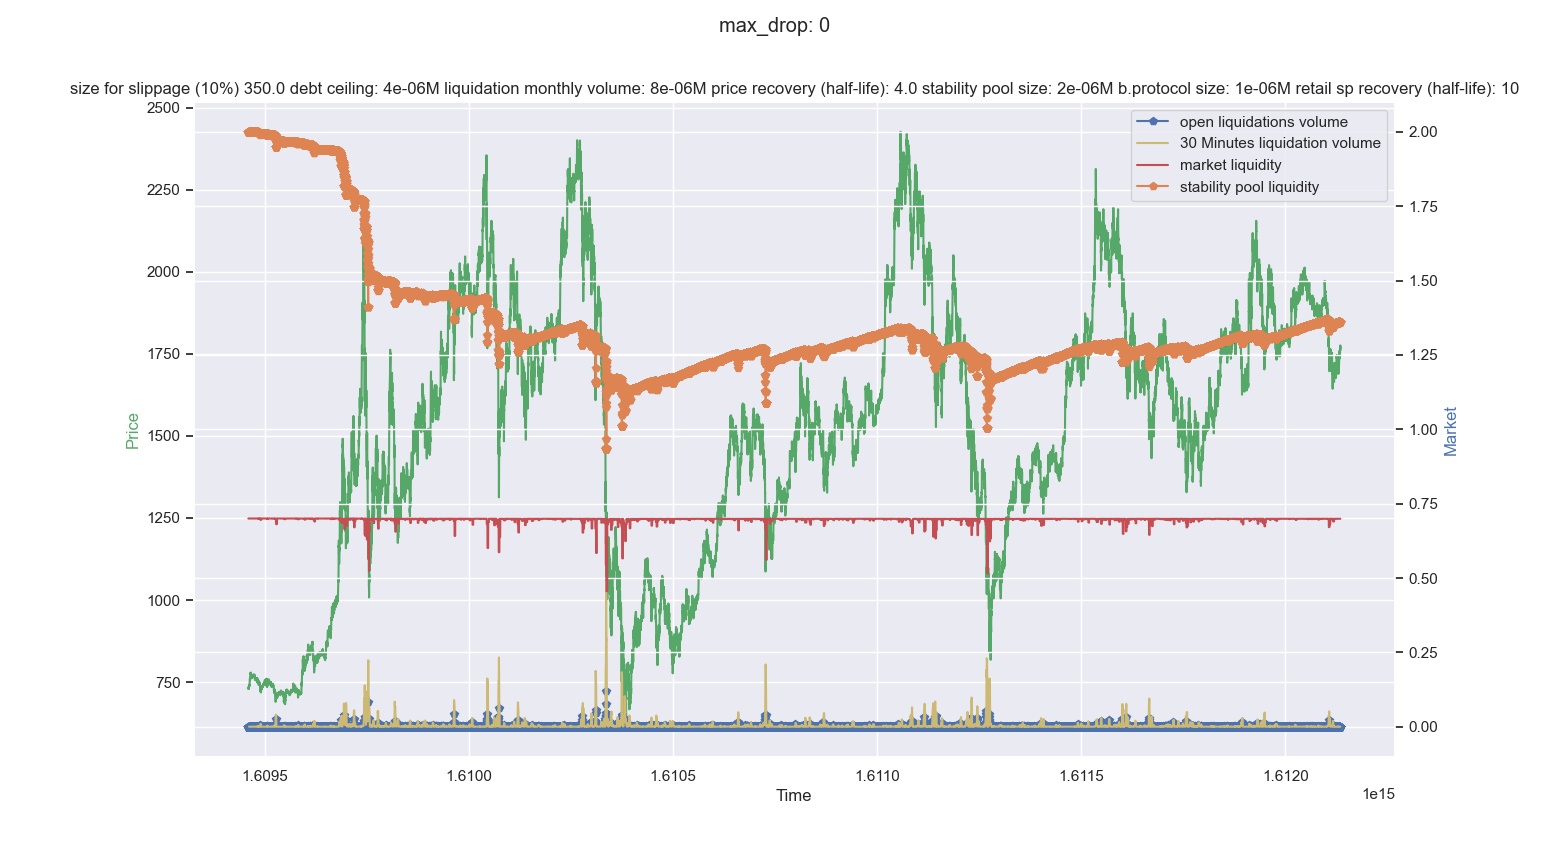 max_drop: 0
size for slippage (10%) 350.0 debt ceiling: 4e-06M liquidation monthly volume: 8e-06M price recovery (half-life): 4.0 stability pool size: 2e-06M b.protocol size: 1e-06M retail sp recovery (half-life): 10
open liquidations volume
30 Minutes liquidation volume
market liquidity
stability pool liquidity
2500
2250
2000
1750
1500
1250
1000
750
Price
2.00
1.75
1.50
1.25
1.00
0.75
0.50
0.25
0.00
Market
1.6095
1.6100
1.6105
1.6110
1.6115
1.6120
1e15
Time